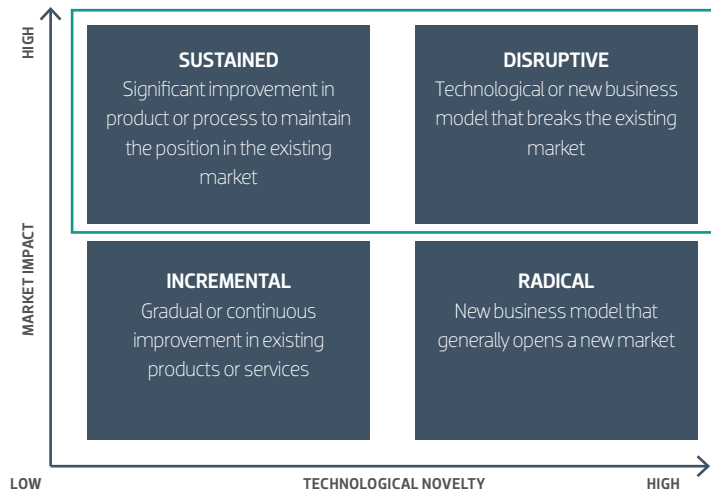 HIGH
SUSTAINED
Significant improvement in
product or process to maintain
the position in the existing
market
DISRUPTIVE
Technological or new business
model that breaks the existing
market
MARKET IMPACT
INCREMENTAL
Gradual or continuous
improvement in existing
products or services
RADICAL
New business model that
generally opens a new market
LOW
TECHNOLOGICAL NOVELTY
HIGH